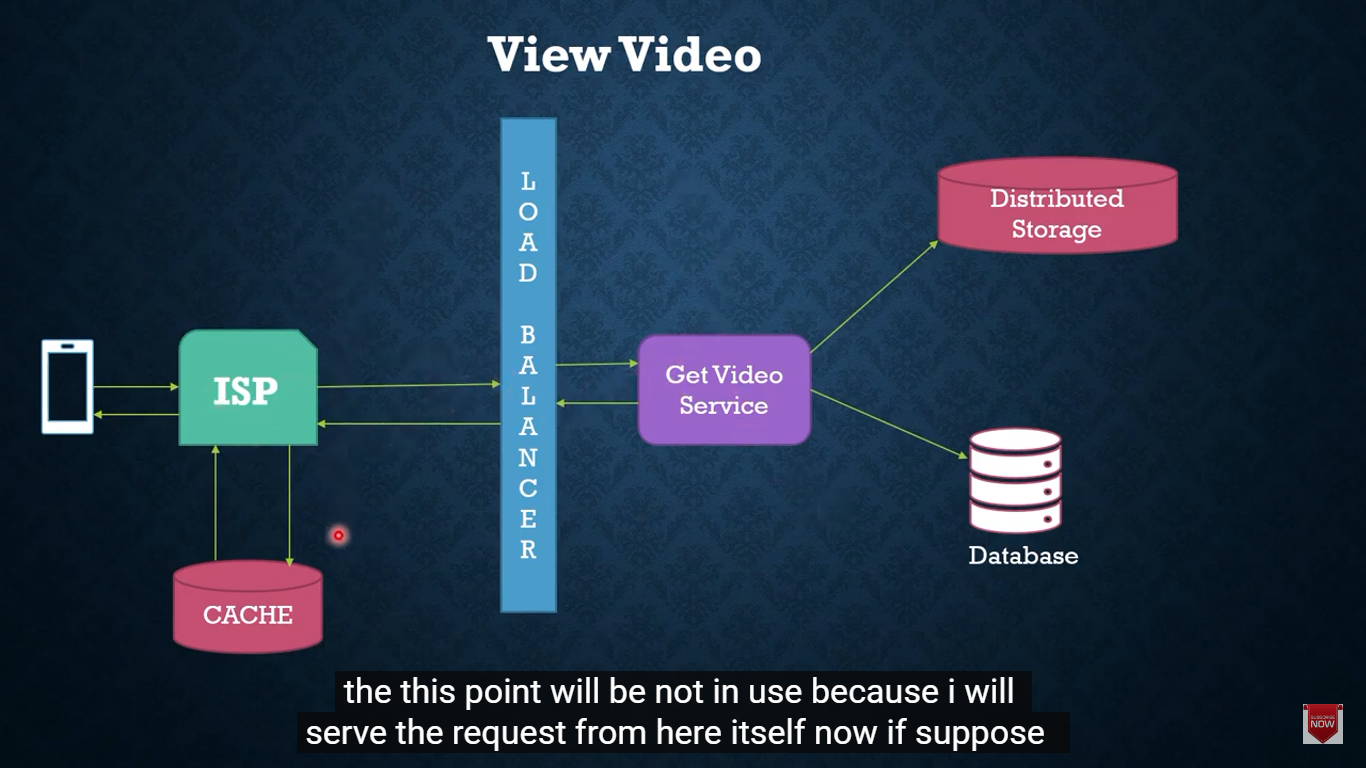 View Video
LOAD BALANCER
Distributed
Storage
ISP
Get Video
Service
Database
CACHE
the this point will be not in use because i will
serve the request from here itself now if suppose
SUBSCRIBE
NOW